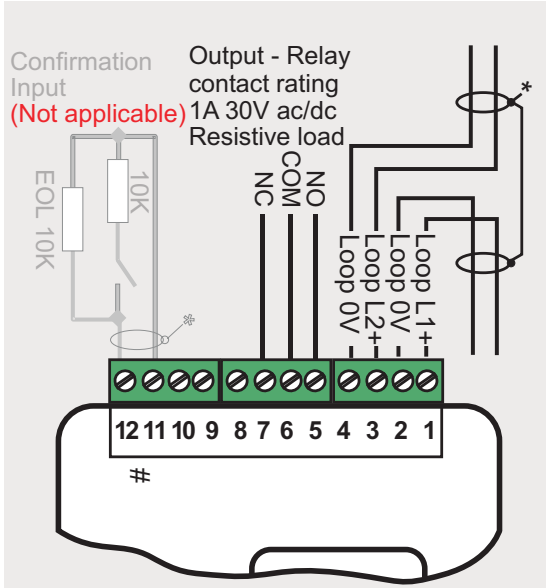 Confirmation
Input
(Not applicable)
Output - Relay
contact rating
1A 30V ac/dc
Resistive load
EOL 10K
10K
NC
COM
NO
Loop 0V
Loop L2+
Loop 0V
Loop L1+
*
*
12 11 10 9 8 7 6 5 4 3 2 1
#